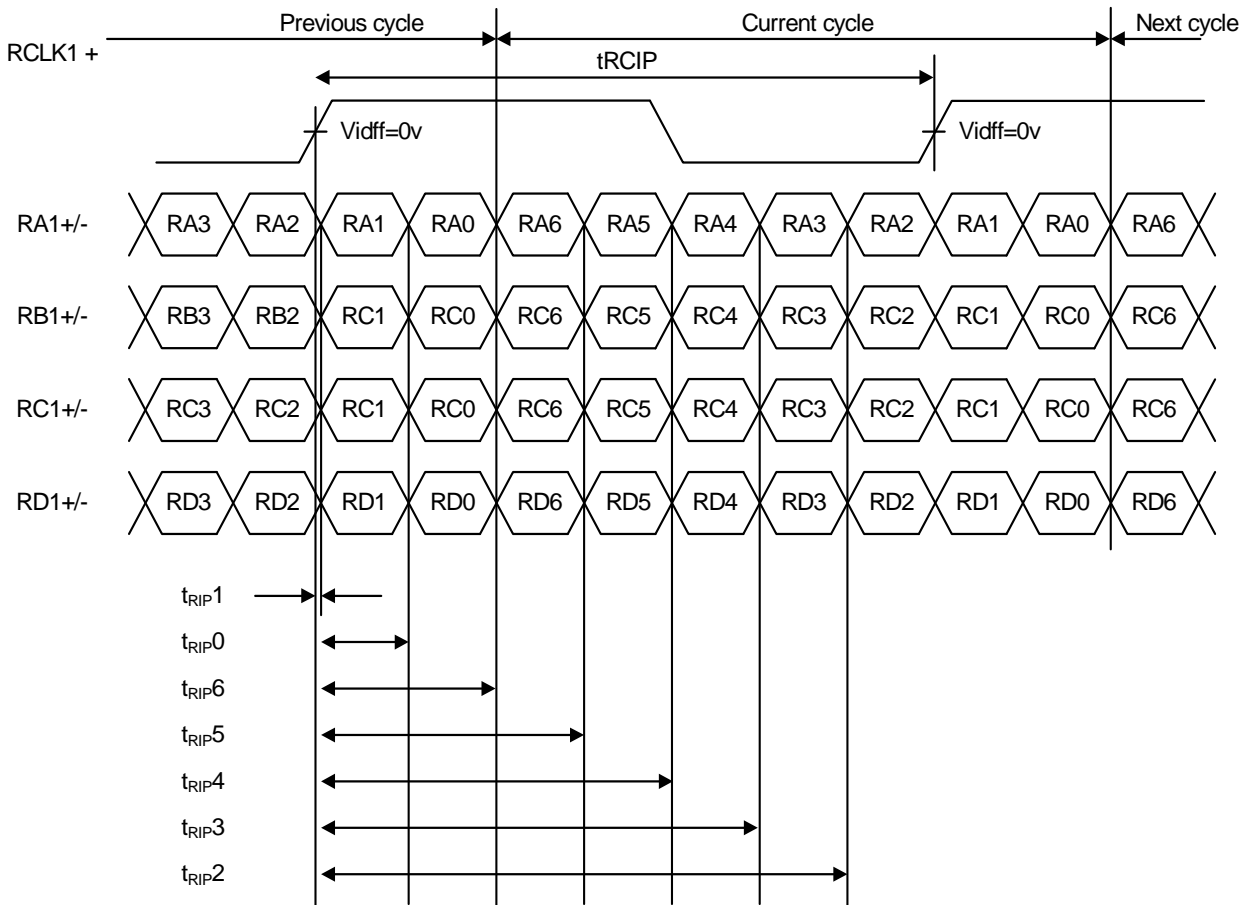 Previous cycle Current cycle Next cycle
RCLK1 +
tRCIP
Vidff=0v Vidff=0v
RA1+/- RA3 RA2 RA1 RA0 RA6 RA5 RA4 RA3 RA2 RA1 RA0 RA6
RB1+/- RB3 RB2 RC1 RC0 RC6 RC5 RC4 RC3 RC2 RC1 RC0 RC6
RC1+/- RC3 RC2 RC1 RC0 RC6 RC5 RC4 RC3 RC2 RC1 RC0 RC6
RD1+/- RD3 RD2 RD1 RD0 RD6 RD5 RD4 RD3 RD2 RD1 RD0 RD6
tRIP1
tRIP0
tRIP6
tRIP5
tRIP4
tRIP3
tRIP2